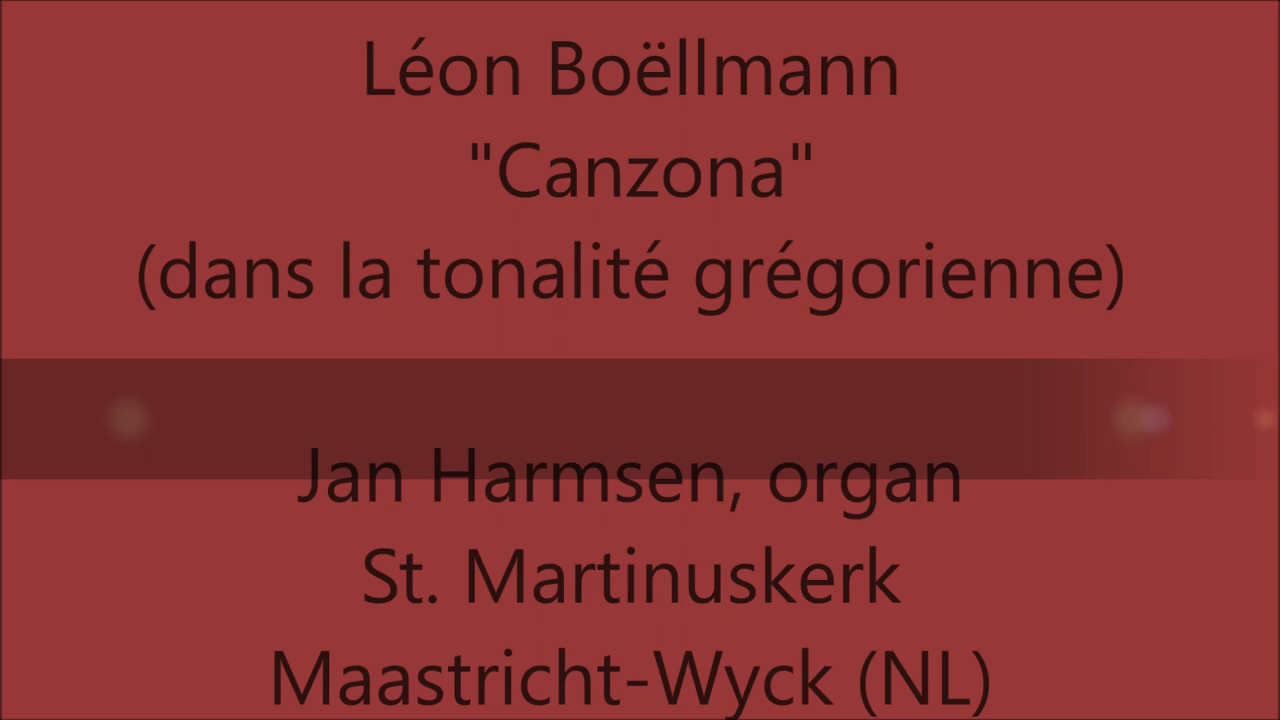 Léon Boëllmann
"Canzona"
(dans la tonalité grégorienne)
Jan Harmsen, organ
St. Martinuskerk
Maastricht-Wyck (NL)